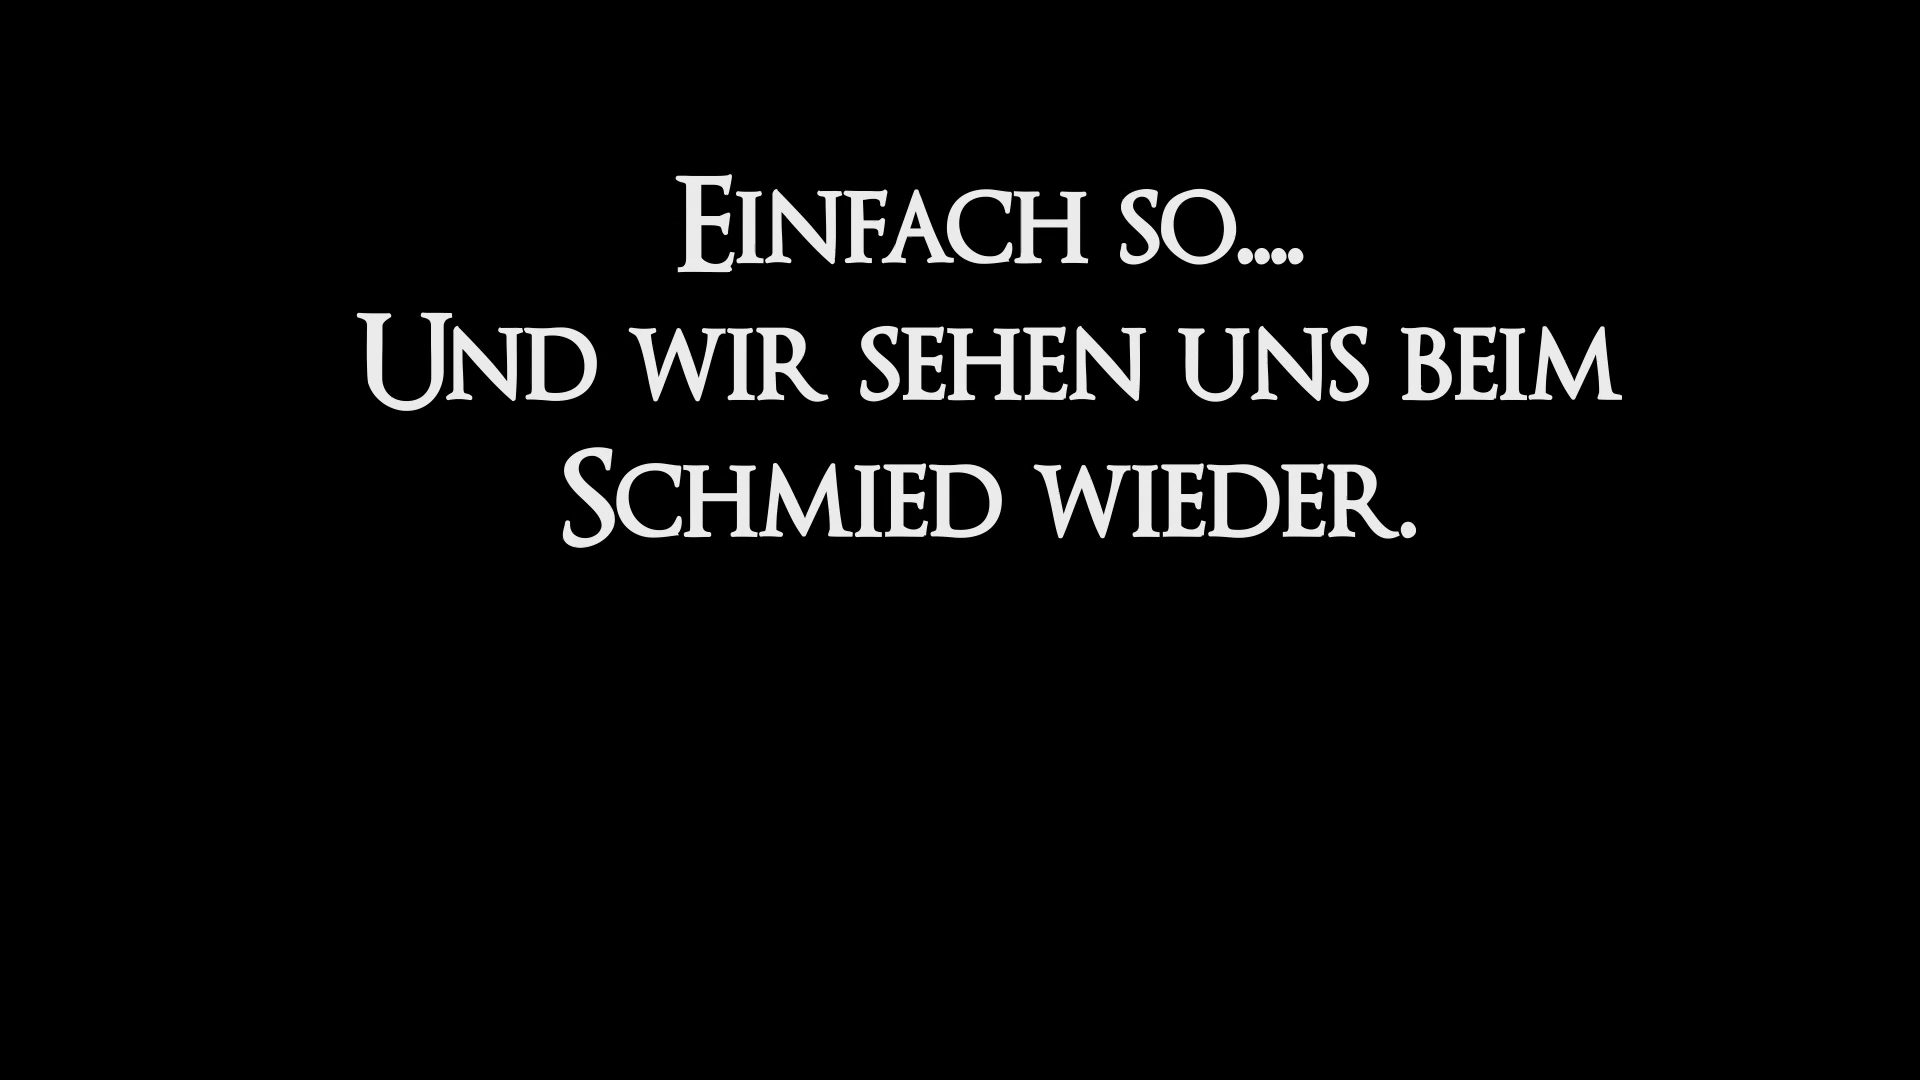 Einfach so....
Und wir sehen uns beim
Schmied wieder.